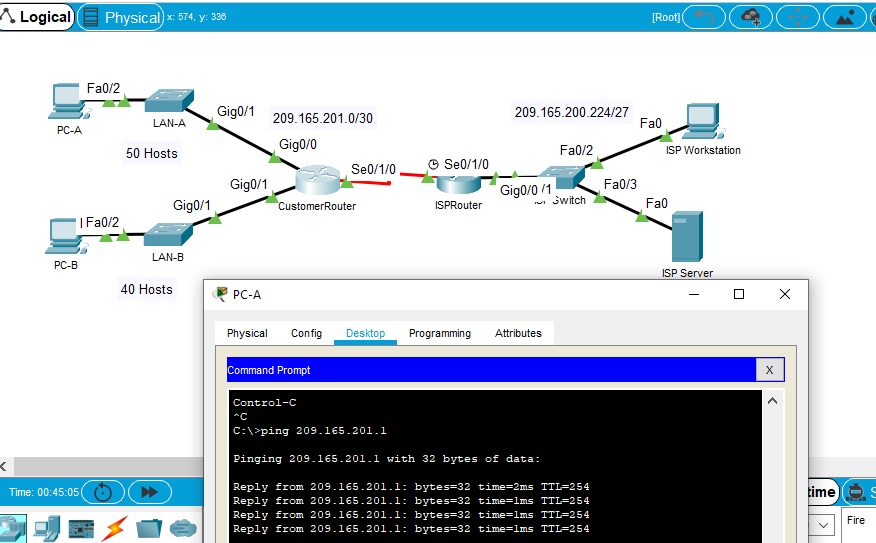 Logical Physical x: 574, y: 336 [Root]
Fa0/2
PC-A
LAN-A
Gig0/1
50 Hosts
209.165.201.0/30
Gig0/0
209.165.200.224/27
Fa0
ISP Workstation
Se0/1/0
Se0/1/0
Fa0/2
Gig0/1
CustomerRouter
ISPRouter
Gig0/0 /1
Switch
Fa0/3
Fa0
Gig0/1
Fa0/2
PC-B
LAN-B
40 Hosts
ISP Server
PC-A
Physical Config Desktop Programming Attributes
Command Prompt X
Control-C
^C
C:\>ping 209.165.201.1
Pinging 209.165.201.1 with 32 bytes of data:
Reply from 209.165.201.1: bytes=32 time=2ms TTL=254
Reply from 209.165.201.1: bytes=32 time=1ms TTL=254
Reply from 209.165.201.1: bytes=32 time=1ms TTL=254
Reply from 209.165.201.1: bytes=32 time=1ms TTL=254
Time: 00:45:05
time S
Fire